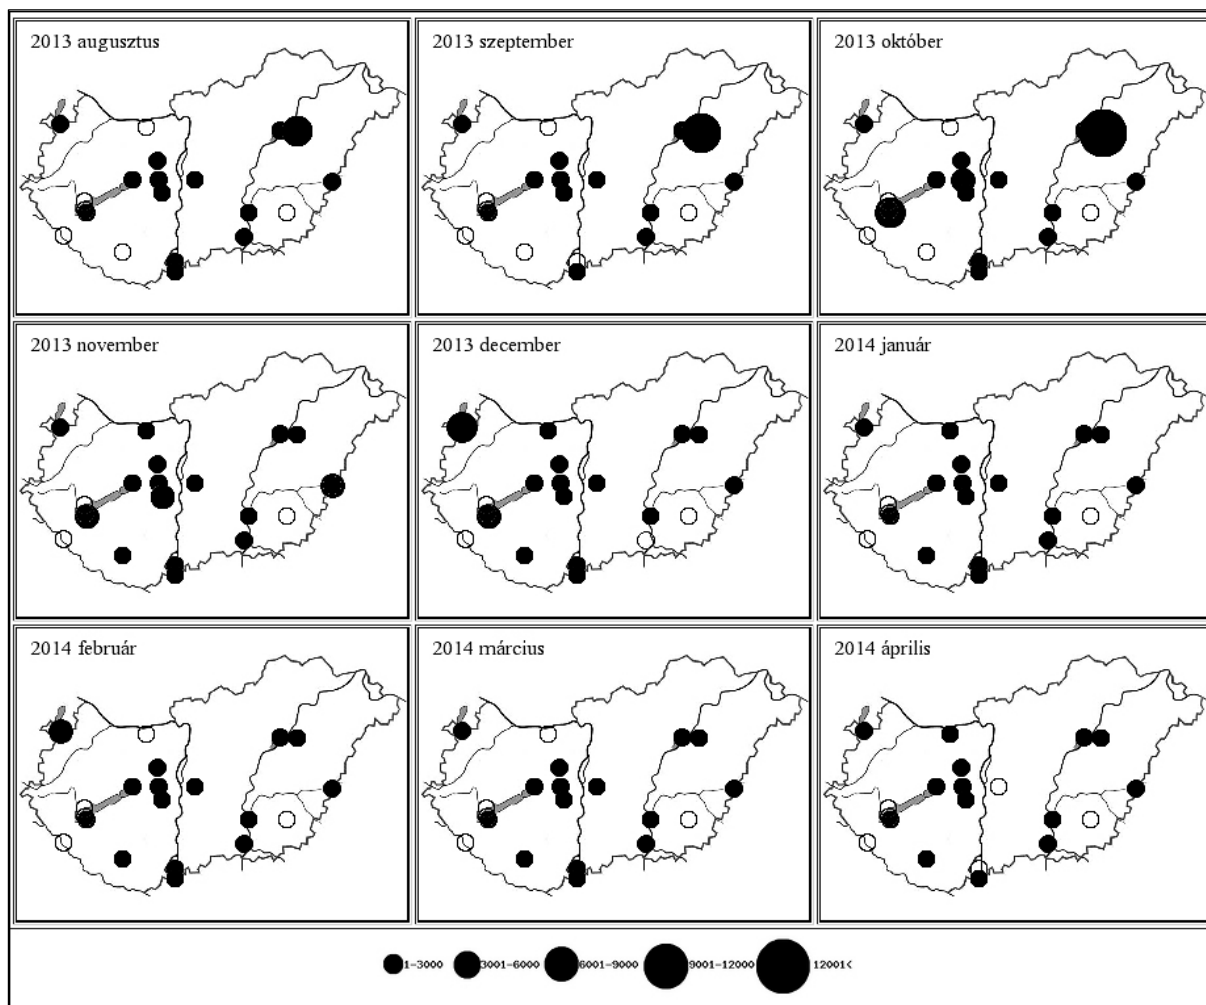 2013 augusztus
2013 szeptember
2013 október
2013 november
2013 december
2014 január
2014 február
2014 március
2014 április
1-3000 3001-6000 6001-9000 9001-12000 12001<